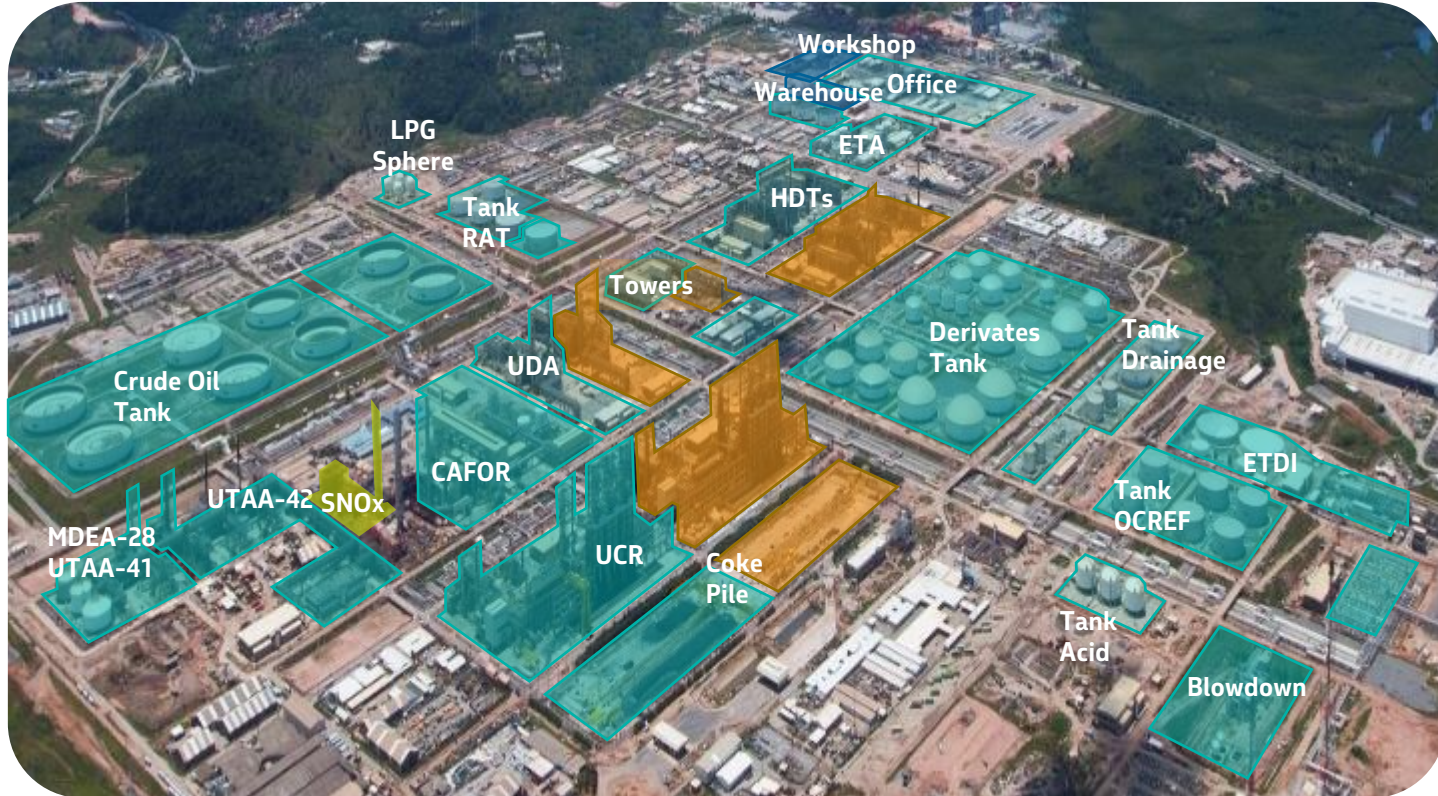 Workshop
Warehouse
Office
ETA
LPG
Sphere
HDTs
Tank
RAT
Towers
Derivates
Tank
Tank
Drainage
UDA
Crude Oil
Tank
CAFOR
ETDI
UTAA-42
SNOx
Tank
OCREF
MDEA-28
UTAA-41
UCR
Coke
Pile
Tank
Acid
Blowdown